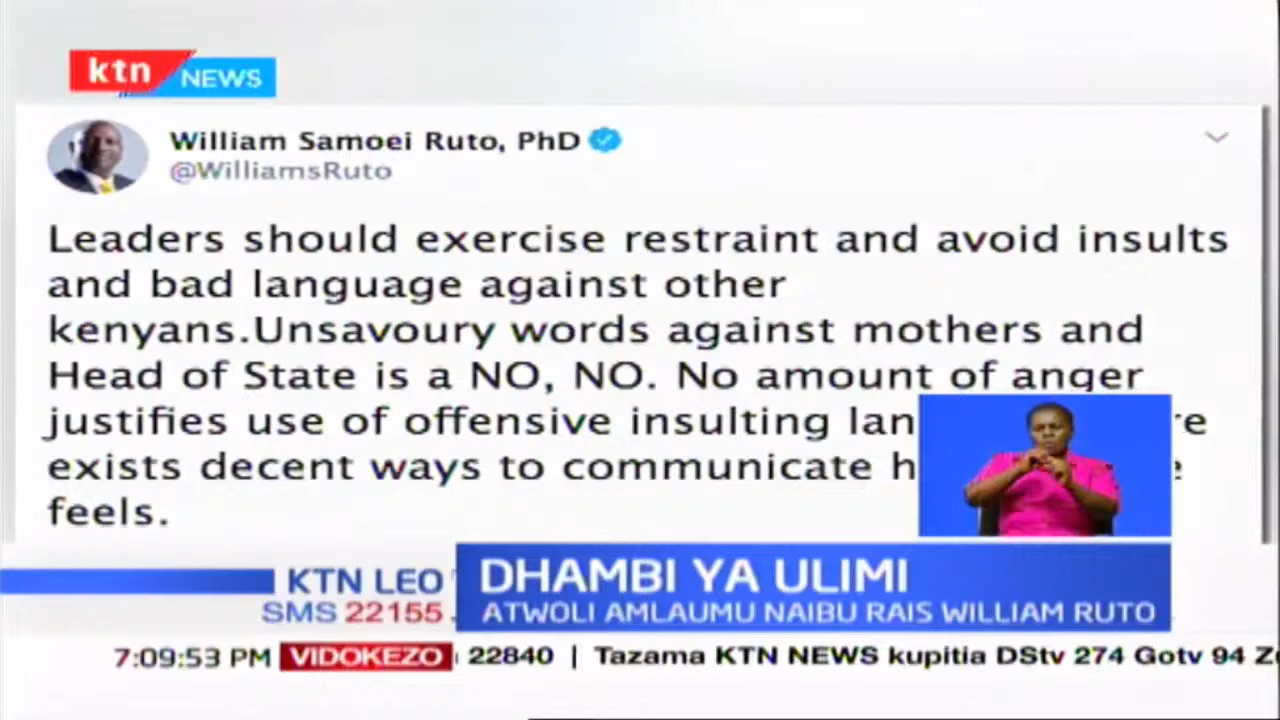 ktn NEWS
William Samoei Ruto, PhD
@WilliamsRuto
Leaders should exercise restraint and avoid insults
and bad language against other
kenyans.Unsavoury words against mothers and
Head of State is a NO, NO. No amount of anger
justifies use of offensive insulting lan re
exists decent ways to communicate h e
feels.
KTN LEO
DHAMBI YA ULIMI
SMS 22155
ATWOLI AMLAUMU NAIBU RAIS WILLIAM RUTO
7:09:53 PM VIDOKEZO 22840 | Tazama KTN NEWS kupitia DStv 274 Gotv 94 Z